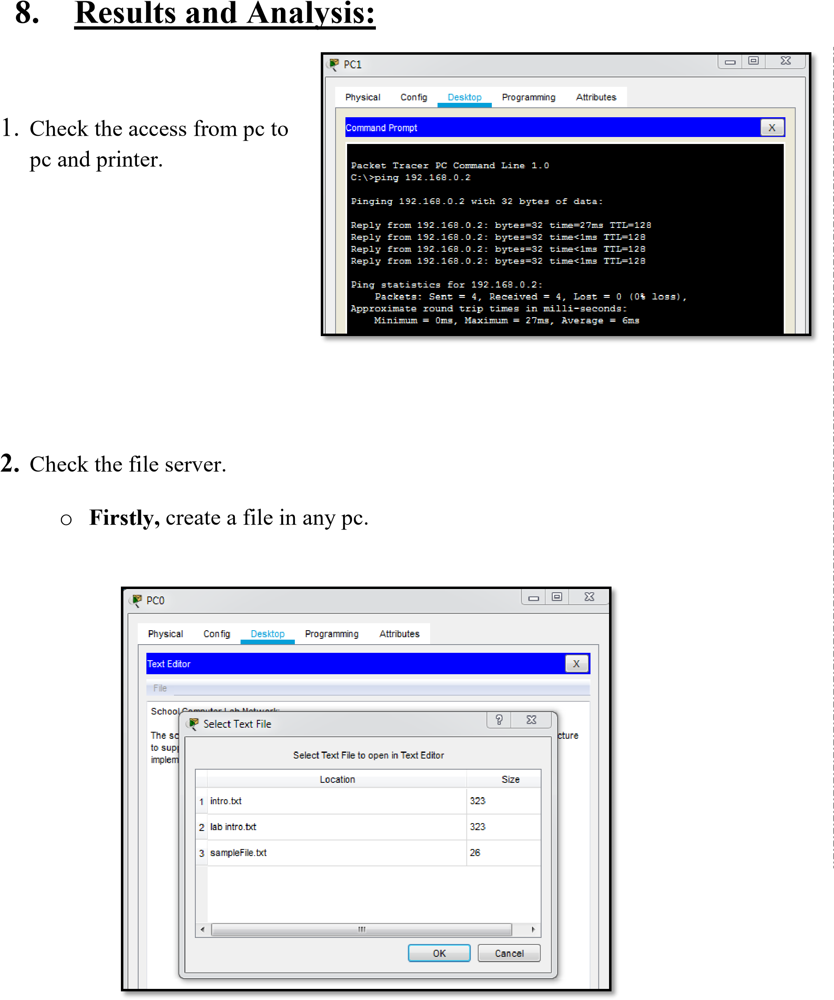 8. Results and Analysis:
1. Check the access from pc to
pc and printer.
PC1
Physical Config Desktop Programming Attributes
Command Prompt X
Packet Tracer PC Command Line 1.0
C:\>ping 192.168.0.2
Pinging 192.168.0.2 with 32 bytes of data:
Reply from 192.168.0.2: bytes=32 time=27ms TTL=128
Reply from 192.168.0.2: bytes=32 time<1ms TTL=128
Reply from 192.168.0.2: bytes=32 time<1ms TTL=128
Reply from 192.168.0.2: bytes=32 time<1ms TTL=128
Ping statistics for 192.168.0.2:
Packets: Sent = 4, Received = 4, Lost = 0 (0% loss),
Approximate round trip times in milli-seconds:
Minimum = 0ms, Maximum = 27ms, Average = 6ms
2. Check the file server.
o Firstly, create a file in any pc.
PC0
Physical Config Desktop Programming Attributes
Text Editor X
File
School Computer Lab Network:
The
to
Select Text File
Select Text File to open in Text Editor
Location Size
1 intro.txt 323
2 lab intro.txt 323
3 sampleFile.txt 26
OK Cancel